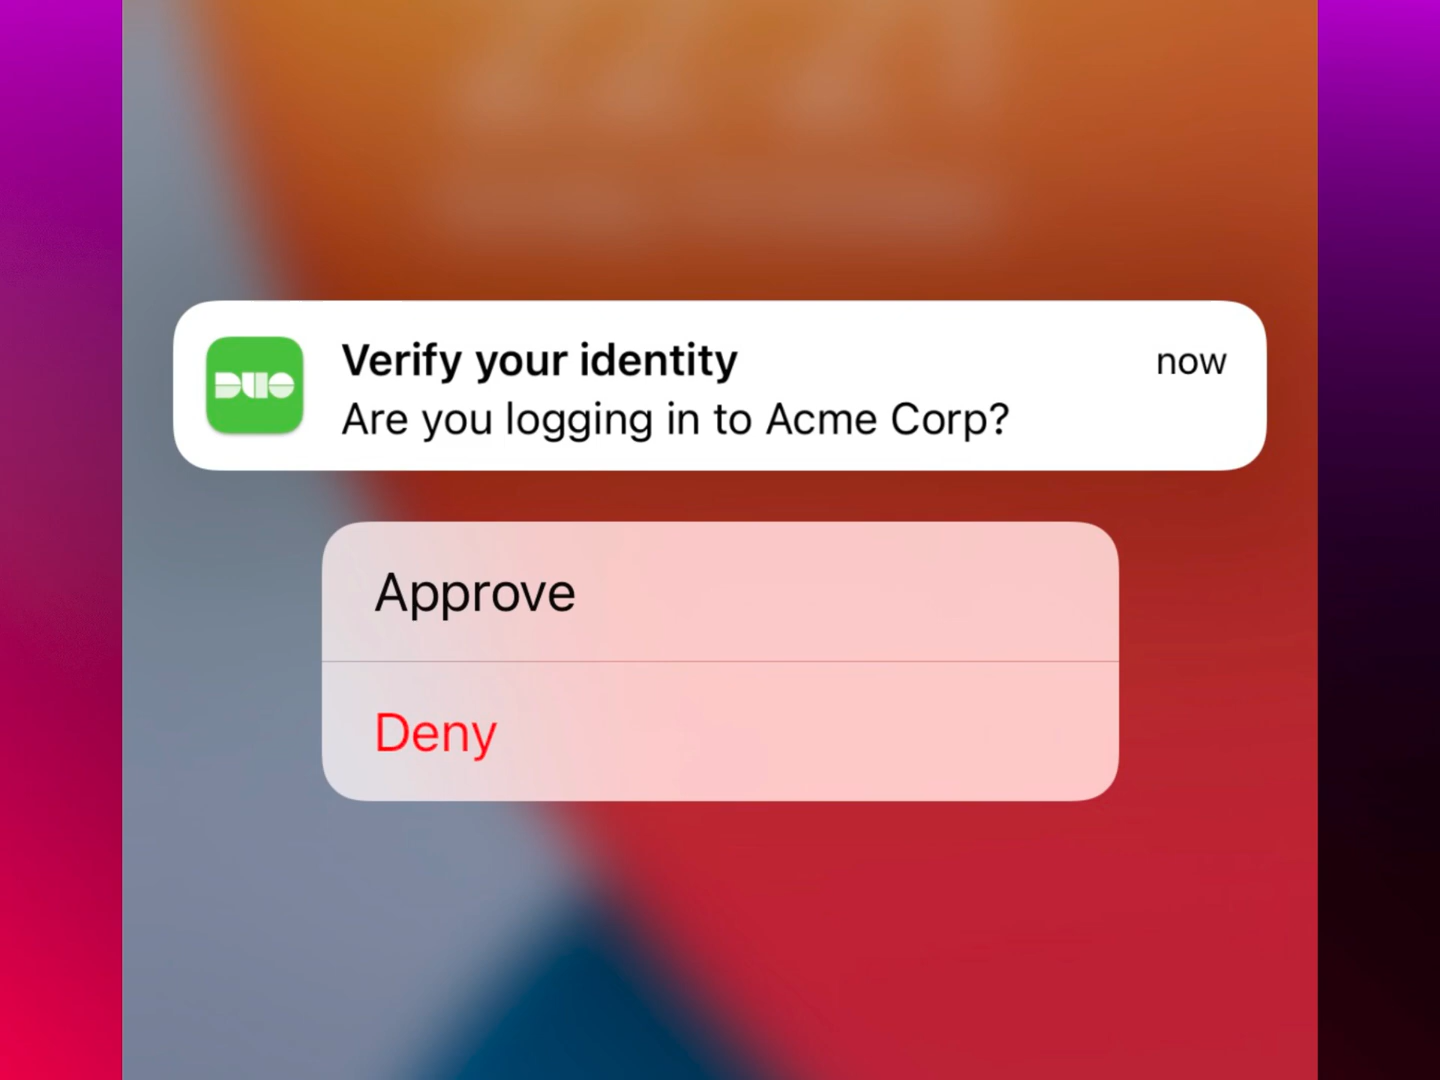 DUO
Verify your identity
now
Are you logging in to Acme Corp?
Approve
Deny